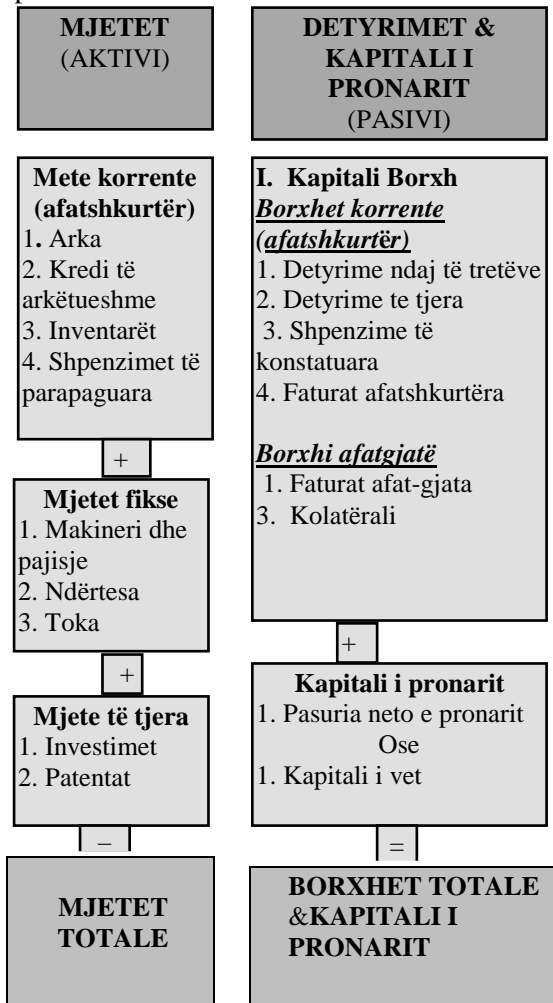 MJETET
(AKTIVI)
DETYRIMET &
KAPITALI I
PRONARIT
(PASIVI)
Mete korrente
(afatshkurtër)
1. Arka
2. Kredi të
arkëtueshme
3. Inventarët
4. Shpenzimet të
parapaguara
+
Mjetet fikse
1. Makineri dhe
pajisje
2. Ndërtesa
3. Toka
+
Mjete të tjera
1. Investimet
2. Patentat
–
MJETET
TOTALE
I. Kapitali Borxh
Borxhet korrente
(afatshkurtër)
1. Detyrime ndaj të tretëve
2. Detyrime te tjera
3. Shpenzime të
konstatuara
4. Faturat afatshkurtëra
Borxhi afatgjatë
1. Faturat afat-gjata
3. Kolatërali
+
Kapitali i pronarit
1. Pasuria neto e pronarit
Ose
1. Kapitali i vet
=
BORXHET TOTALE
&KAPITALI I
PRONARIT